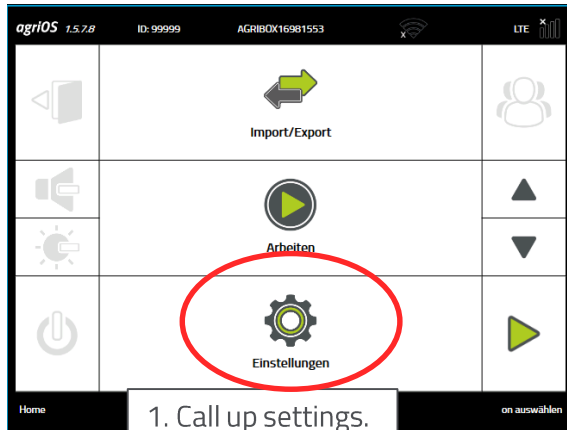 agriOS 1.5.7.8 ID: 99999 AGRIBOX16981553 x LTE x
Import/Export
Arbeiten
Einstellungen
Home on auswählen
1. Call up settings.